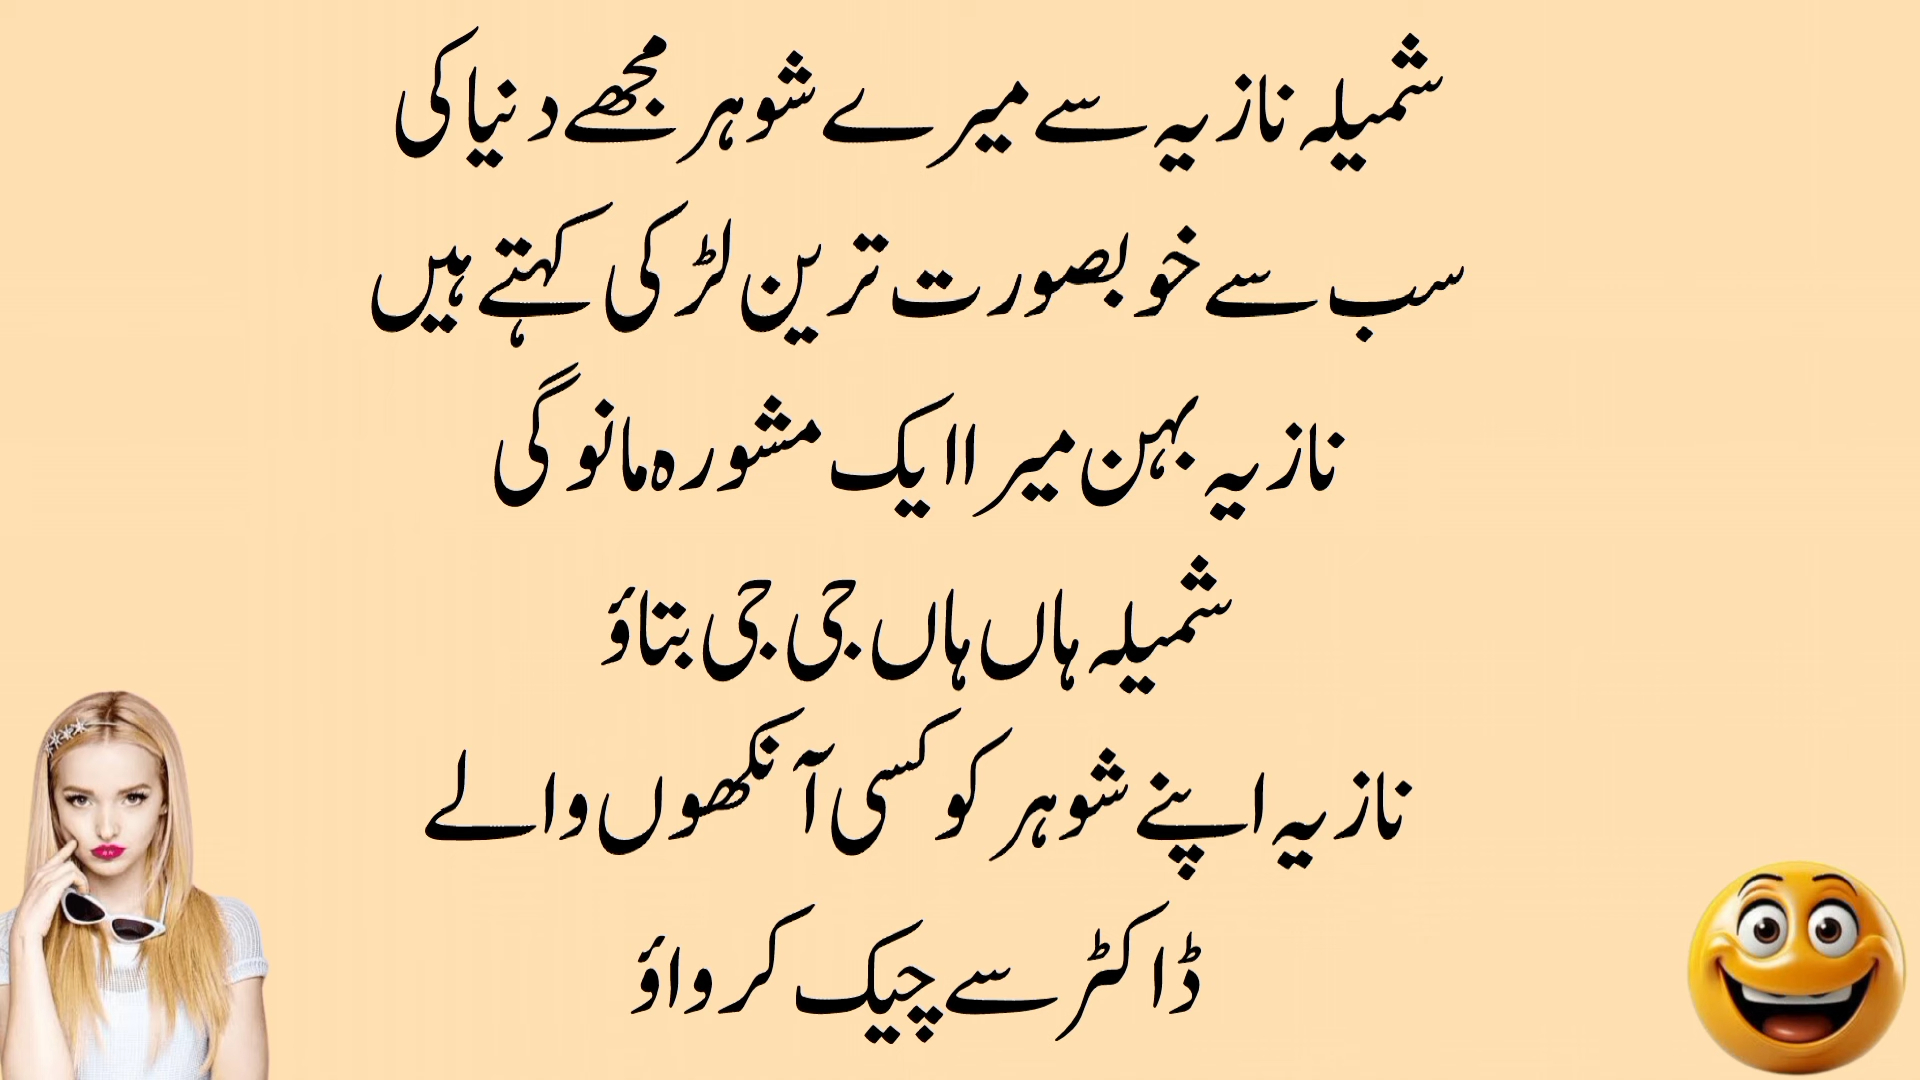 شمیلہ نازیہ سے میرے شوہر مجھے دنیا کی
سب سے خوبصورت ترین لڑکی کہتے ہیں
نازیہ بہن میرا ایک مشورہ مانو گی
شمیلہ ہاں ہاں جی جی بتاؤ
نازیہ اپنے شوہر کو کسی آنکھوں والے
ڈاکٹر سے چیک کرواؤ